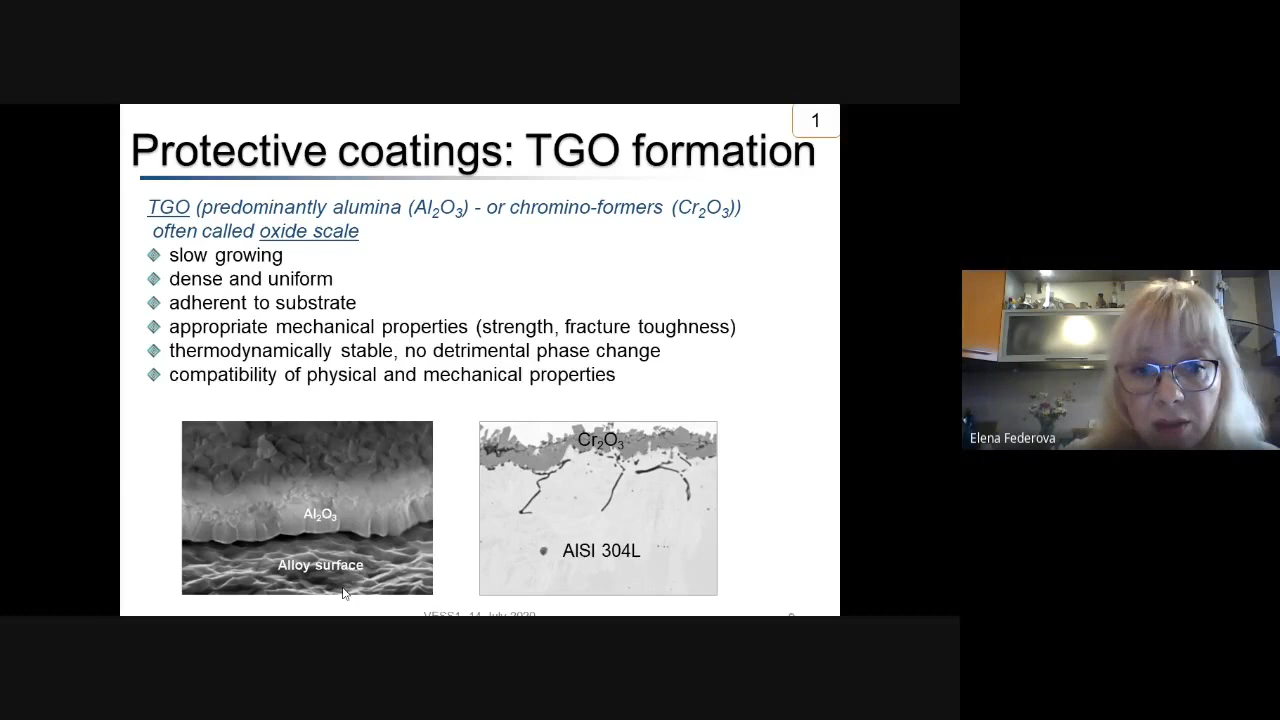 1
Protective coatings: TGO formation
TGO (predominantly alumina (Al₂O₃) - or chromino-formers (Cr₂O₃))
often called oxide scale
slow growing
dense and uniform
adherent to substrate
appropriate mechanical properties (strength, fracture toughness)
thermodynamically stable, no detrimental phase change
compatibility of physical and mechanical properties
Al₂O₃
Alloy surface
Cr₂O₃
AISI 304L
Elena Federova